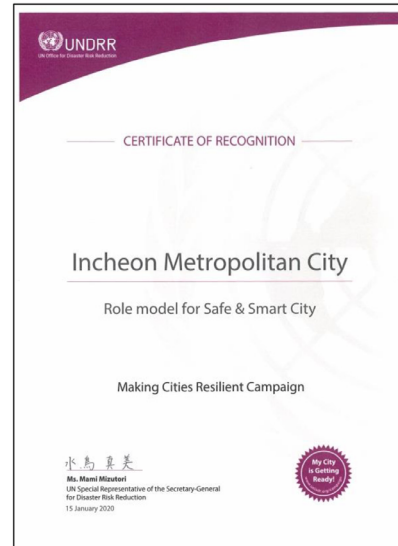 UNDRR
UN Office for Disaster Risk Reduction
CERTIFICATE OF RECOGNITION
Incheon Metropolitan City
Role model for Safe & Smart City
Making Cities Resilient Campaign
水鳥真美
Ms. Mami Mizutori
UN Special Representative of the Secretary-General
for Disaster Risk Reduction
15 January 2020
My City
is Getting
Ready!